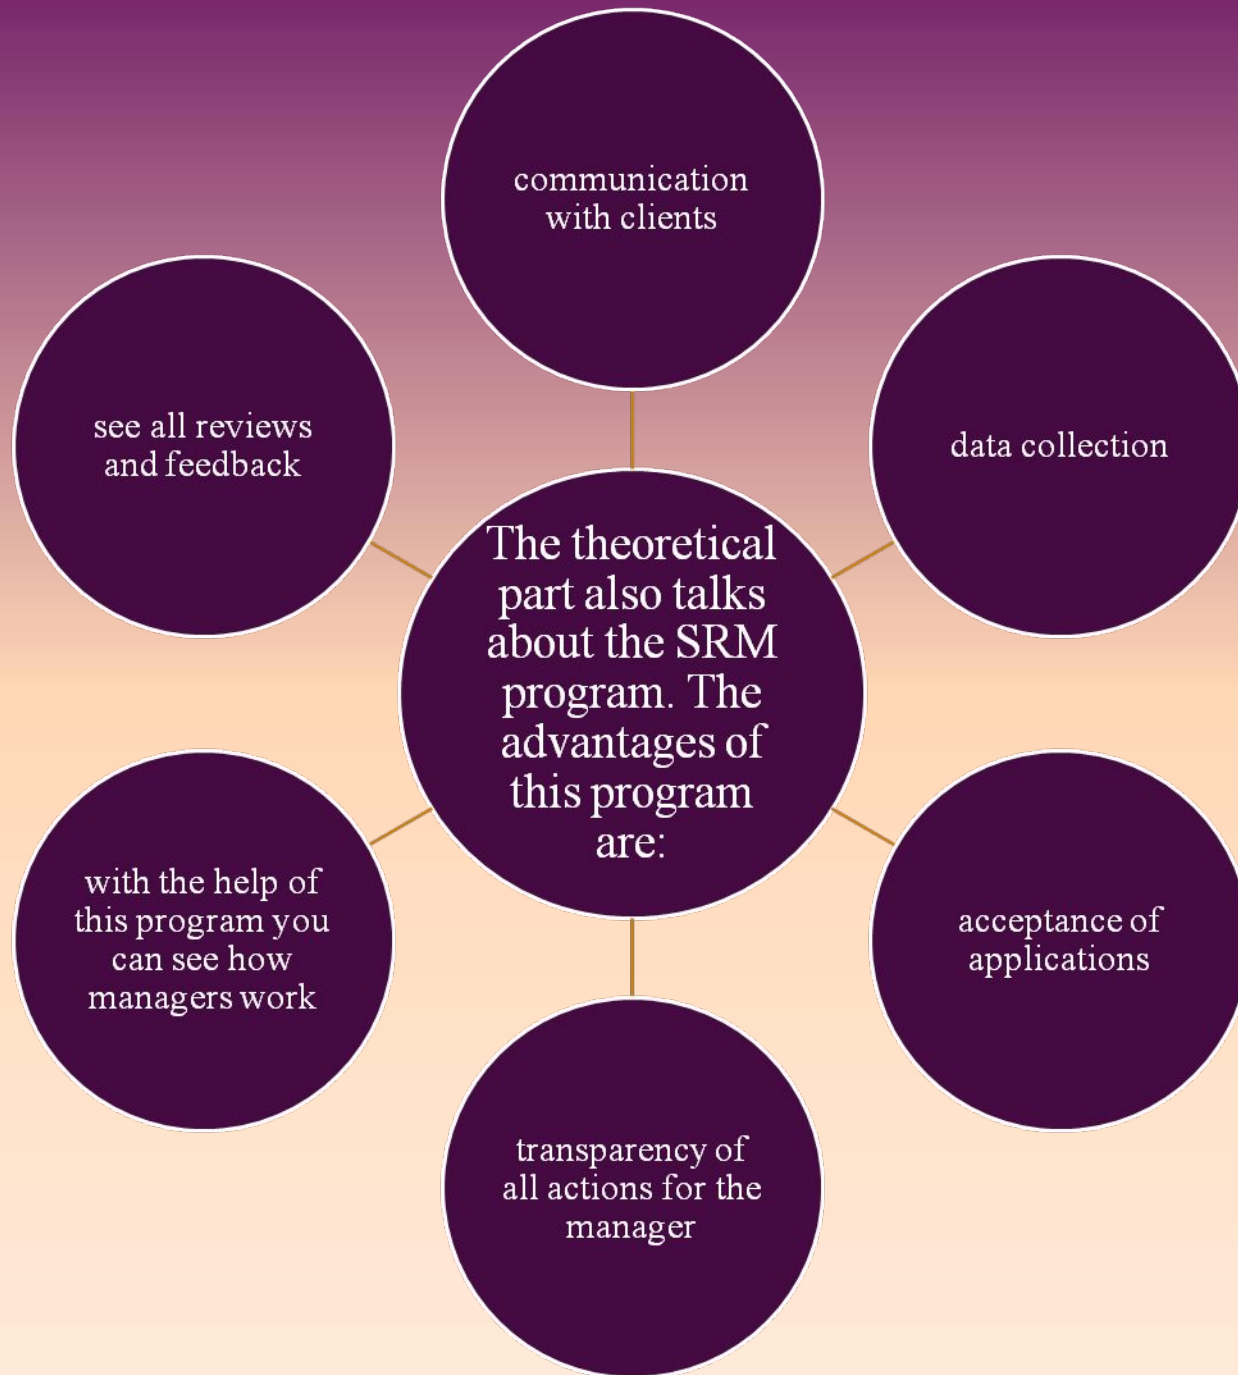 communication
with clients
see all reviews
and feedback
data collection
The theoretical
part also talks
about the SRM
program. The
advantages of
this program
are:
with the help of
this program you
can see how
managers work
acceptance of
applications
transparency of
all actions for the
manager